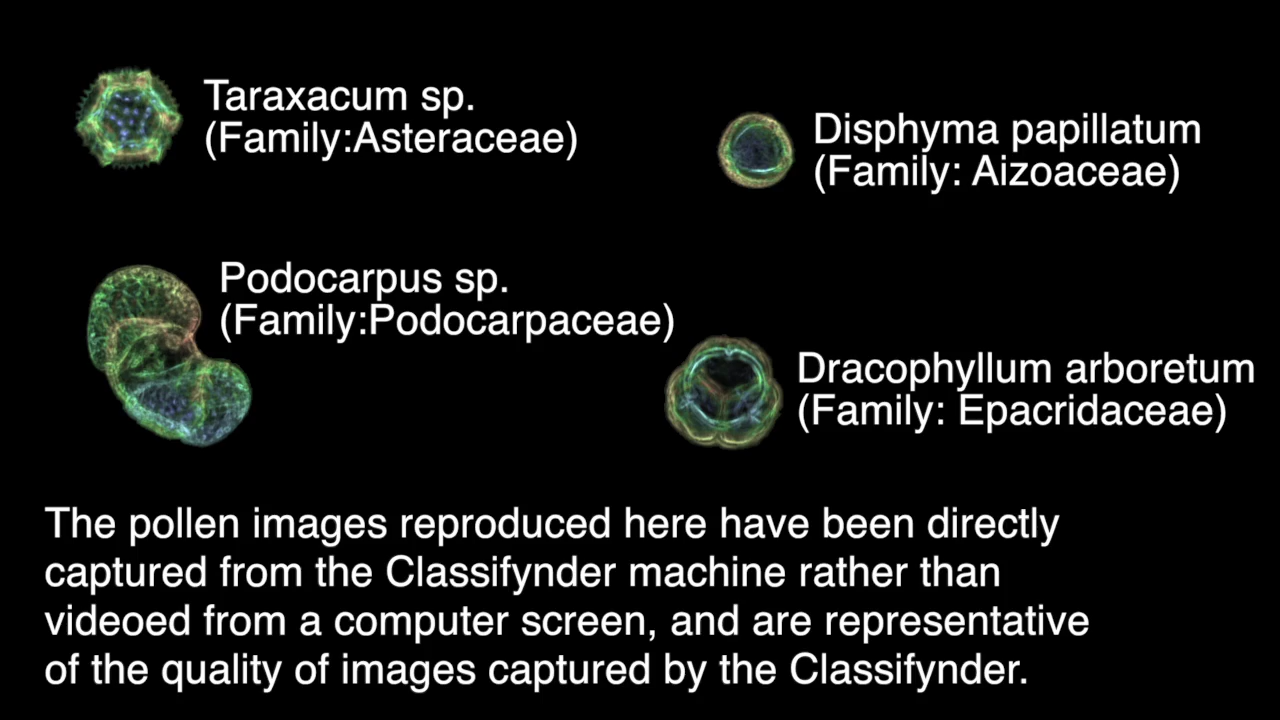 Taraxacum sp.
(Family:Asteraceae)
Disphyma papillatum
(Family: Aizoaceae)
Podocarpus sp.
(Family:Podocarpaceae)
Dracophyllum arboretum
(Family: Epacridaceae)
The pollen images reproduced here have been directly
captured from the Classifynder machine rather than
videoed from a computer screen, and are representative
of the quality of images captured by the Classifynder.